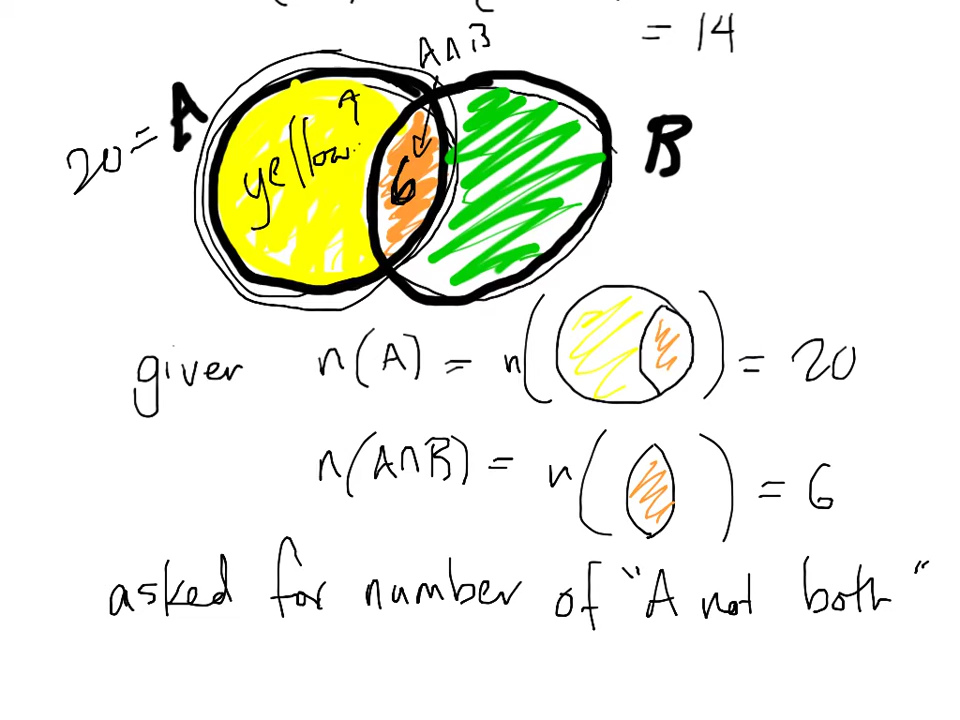 = 14
A∩B
20 = A
B
yellow.
A
6
given n(A) = n( ) = 20
n(A∩B) = n( ) = 6
asked for number of "A not both"